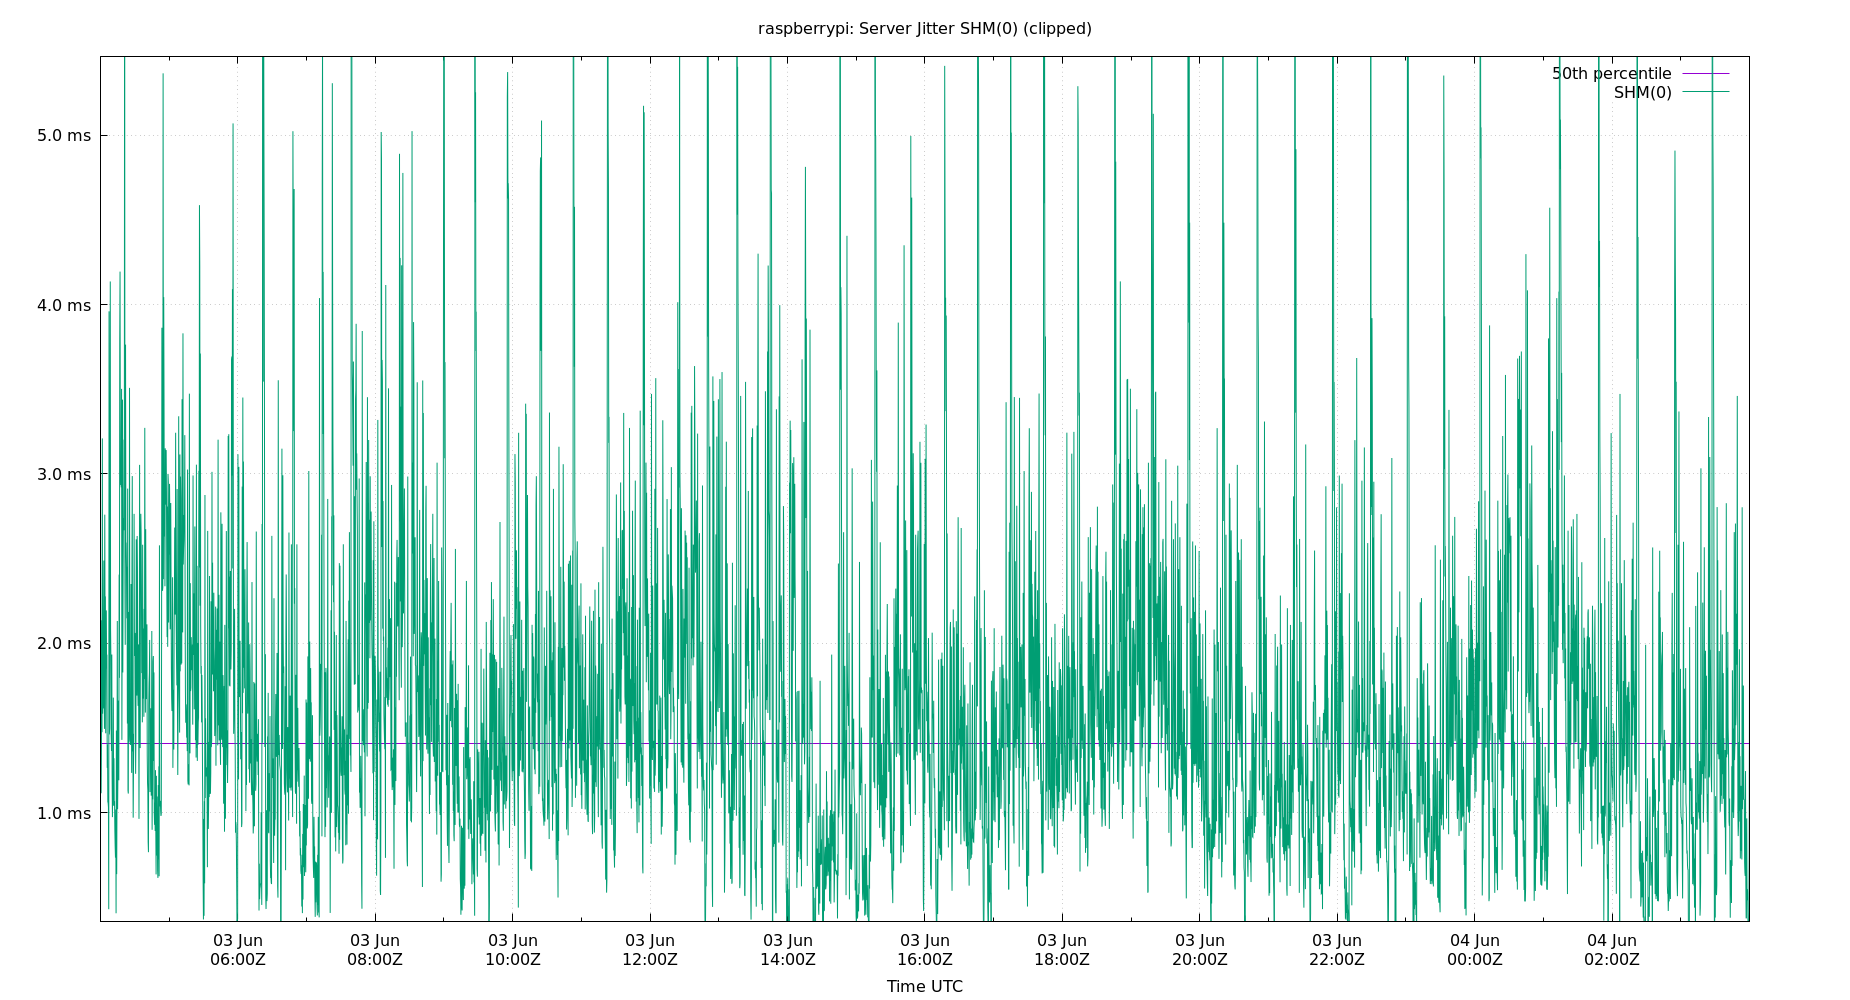 raspberrypi: Server Jitter SHM(0) (clipped)
50th percentile
SHM(0)
5.0 ms
4.0 ms
3.0 ms
2.0 ms
1.0 ms
03 Jun 03 Jun 03 Jun 03 Jun 03 Jun 03 Jun 03 Jun 03 Jun 03 Jun 04 Jun 04 Jun
06:00Z 08:00Z 10:00Z 12:00Z 14:00Z 16:00Z 18:00Z 20:00Z 22:00Z 00:00Z 02:00Z
Time UTC